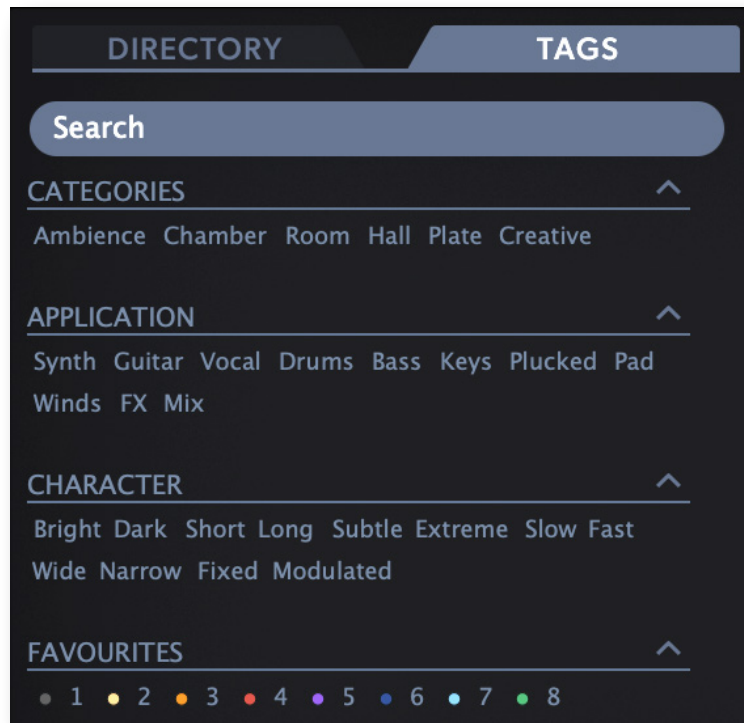 DIRECTORY TAGS
Search
CATEGORIES
Ambience Chamber Room Hall Plate Creative
APPLICATION
Synth Guitar Vocal Drums Bass Keys Plucked Pad
Winds FX Mix
CHARACTER
Bright Dark Short Long Subtle Extreme Slow Fast
Wide Narrow Fixed Modulated
FAVOURITES
1 2 3 4 5 6 7 8